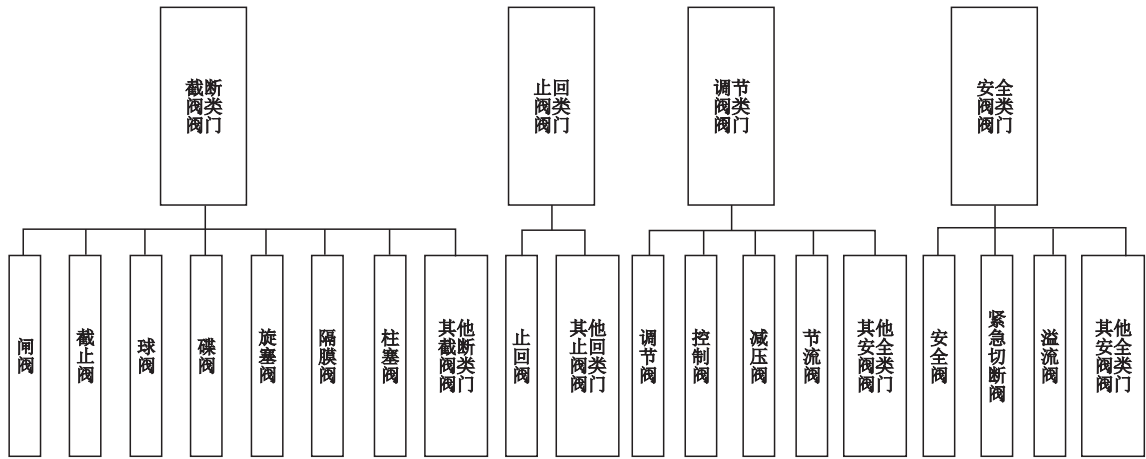 截断
阀类
阀门
止回
阀类
阀门
调节
阀类
阀门
安全
阀类
阀门
闸阀
截止阀
球阀
碟阀
旋塞阀
隔膜阀
柱塞阀
其他
截断
阀类
阀门
止回阀
其他
止回
阀类
阀门
调节阀
控制阀
减压阀
节流阀
其他
安全
阀类
阀门
安全阀
紧急切断阀
溢流阀
其他
安全
阀类
阀门